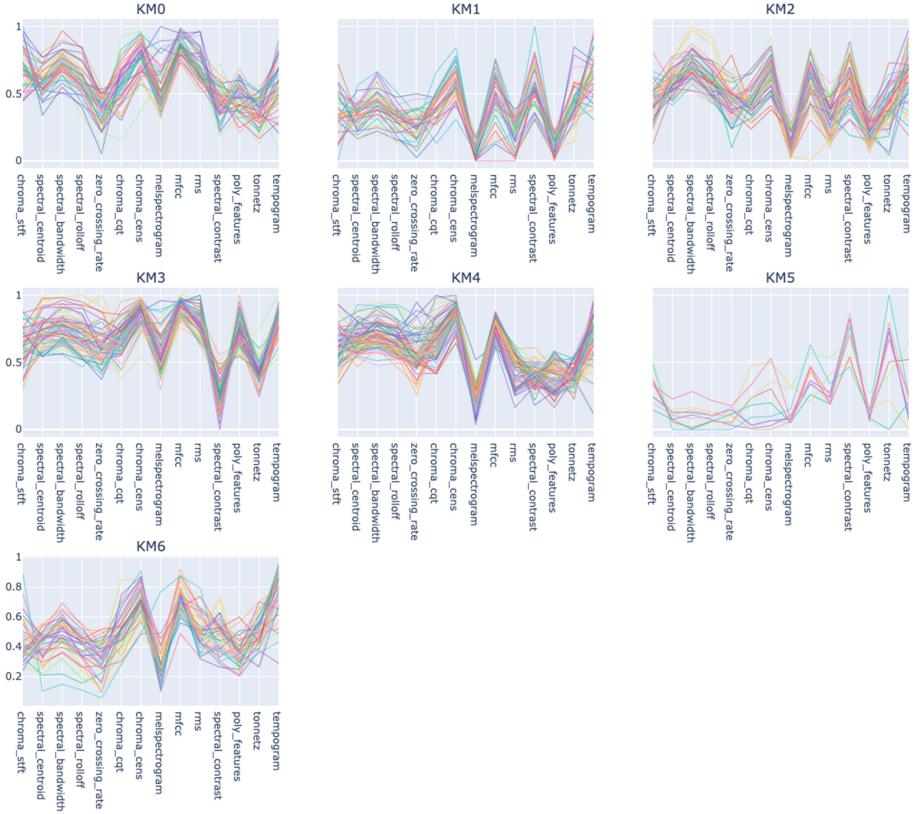 KM0
KM1
KM2
1
0.5
0
chroma_stft
spectral_centroid
spectral_bandwidth
spectral_rolloff
zero_crossing_rate
chroma_cqt
chroma_cens
melspectrogram
mfcc
rms
spectral_contrast
poly_features
tonnetz
tempogram
chroma_stft
spectral_centroid
spectral_bandwidth
spectral_rolloff
zero_crossing_rate
chroma_cqt
chroma_cens
melspectrogram
mfcc
rms
spectral_contrast
poly_features
tonnetz
tempogram
chroma_stft
spectral_centroid
spectral_bandwidth
spectral_rolloff
zero_crossing_rate
chroma_cqt
chroma_cens
melspectrogram
mfcc
rms
spectral_contrast
poly_features
tonnetz
tempogram
KM3
KM4
KM5
1
0.5
0
chroma_stft
spectral_centroid
spectral_bandwidth
spectral_rolloff
zero_crossing_rate
chroma_cqt
chroma_cens
melspectrogram
mfcc
rms
spectral_contrast
poly_features
tonnetz
tempogram
chroma_stft
spectral_centroid
spectral_bandwidth
spectral_rolloff
zero_crossing_rate
chroma_cqt
chroma_cens
melspectrogram
mfcc
rms
spectral_contrast
poly_features
tonnetz
tempogram
chroma_stft
spectral_centroid
spectral_bandwidth
spectral_rolloff
zero_crossing_rate
chroma_cqt
chroma_cens
melspectrogram
mfcc
rms
spectral_contrast
poly_features
tonnetz
tempogram
KM6
1
0.8
0.6
0.4
0.2
chroma_stft
spectral_centroid
spectral_bandwidth
spectral_rolloff
zero_crossing_rate
chroma_cqt
chroma_cens
melspectrogram
mfcc
rms
spectral_contrast
poly_features
tonnetz
tempogram